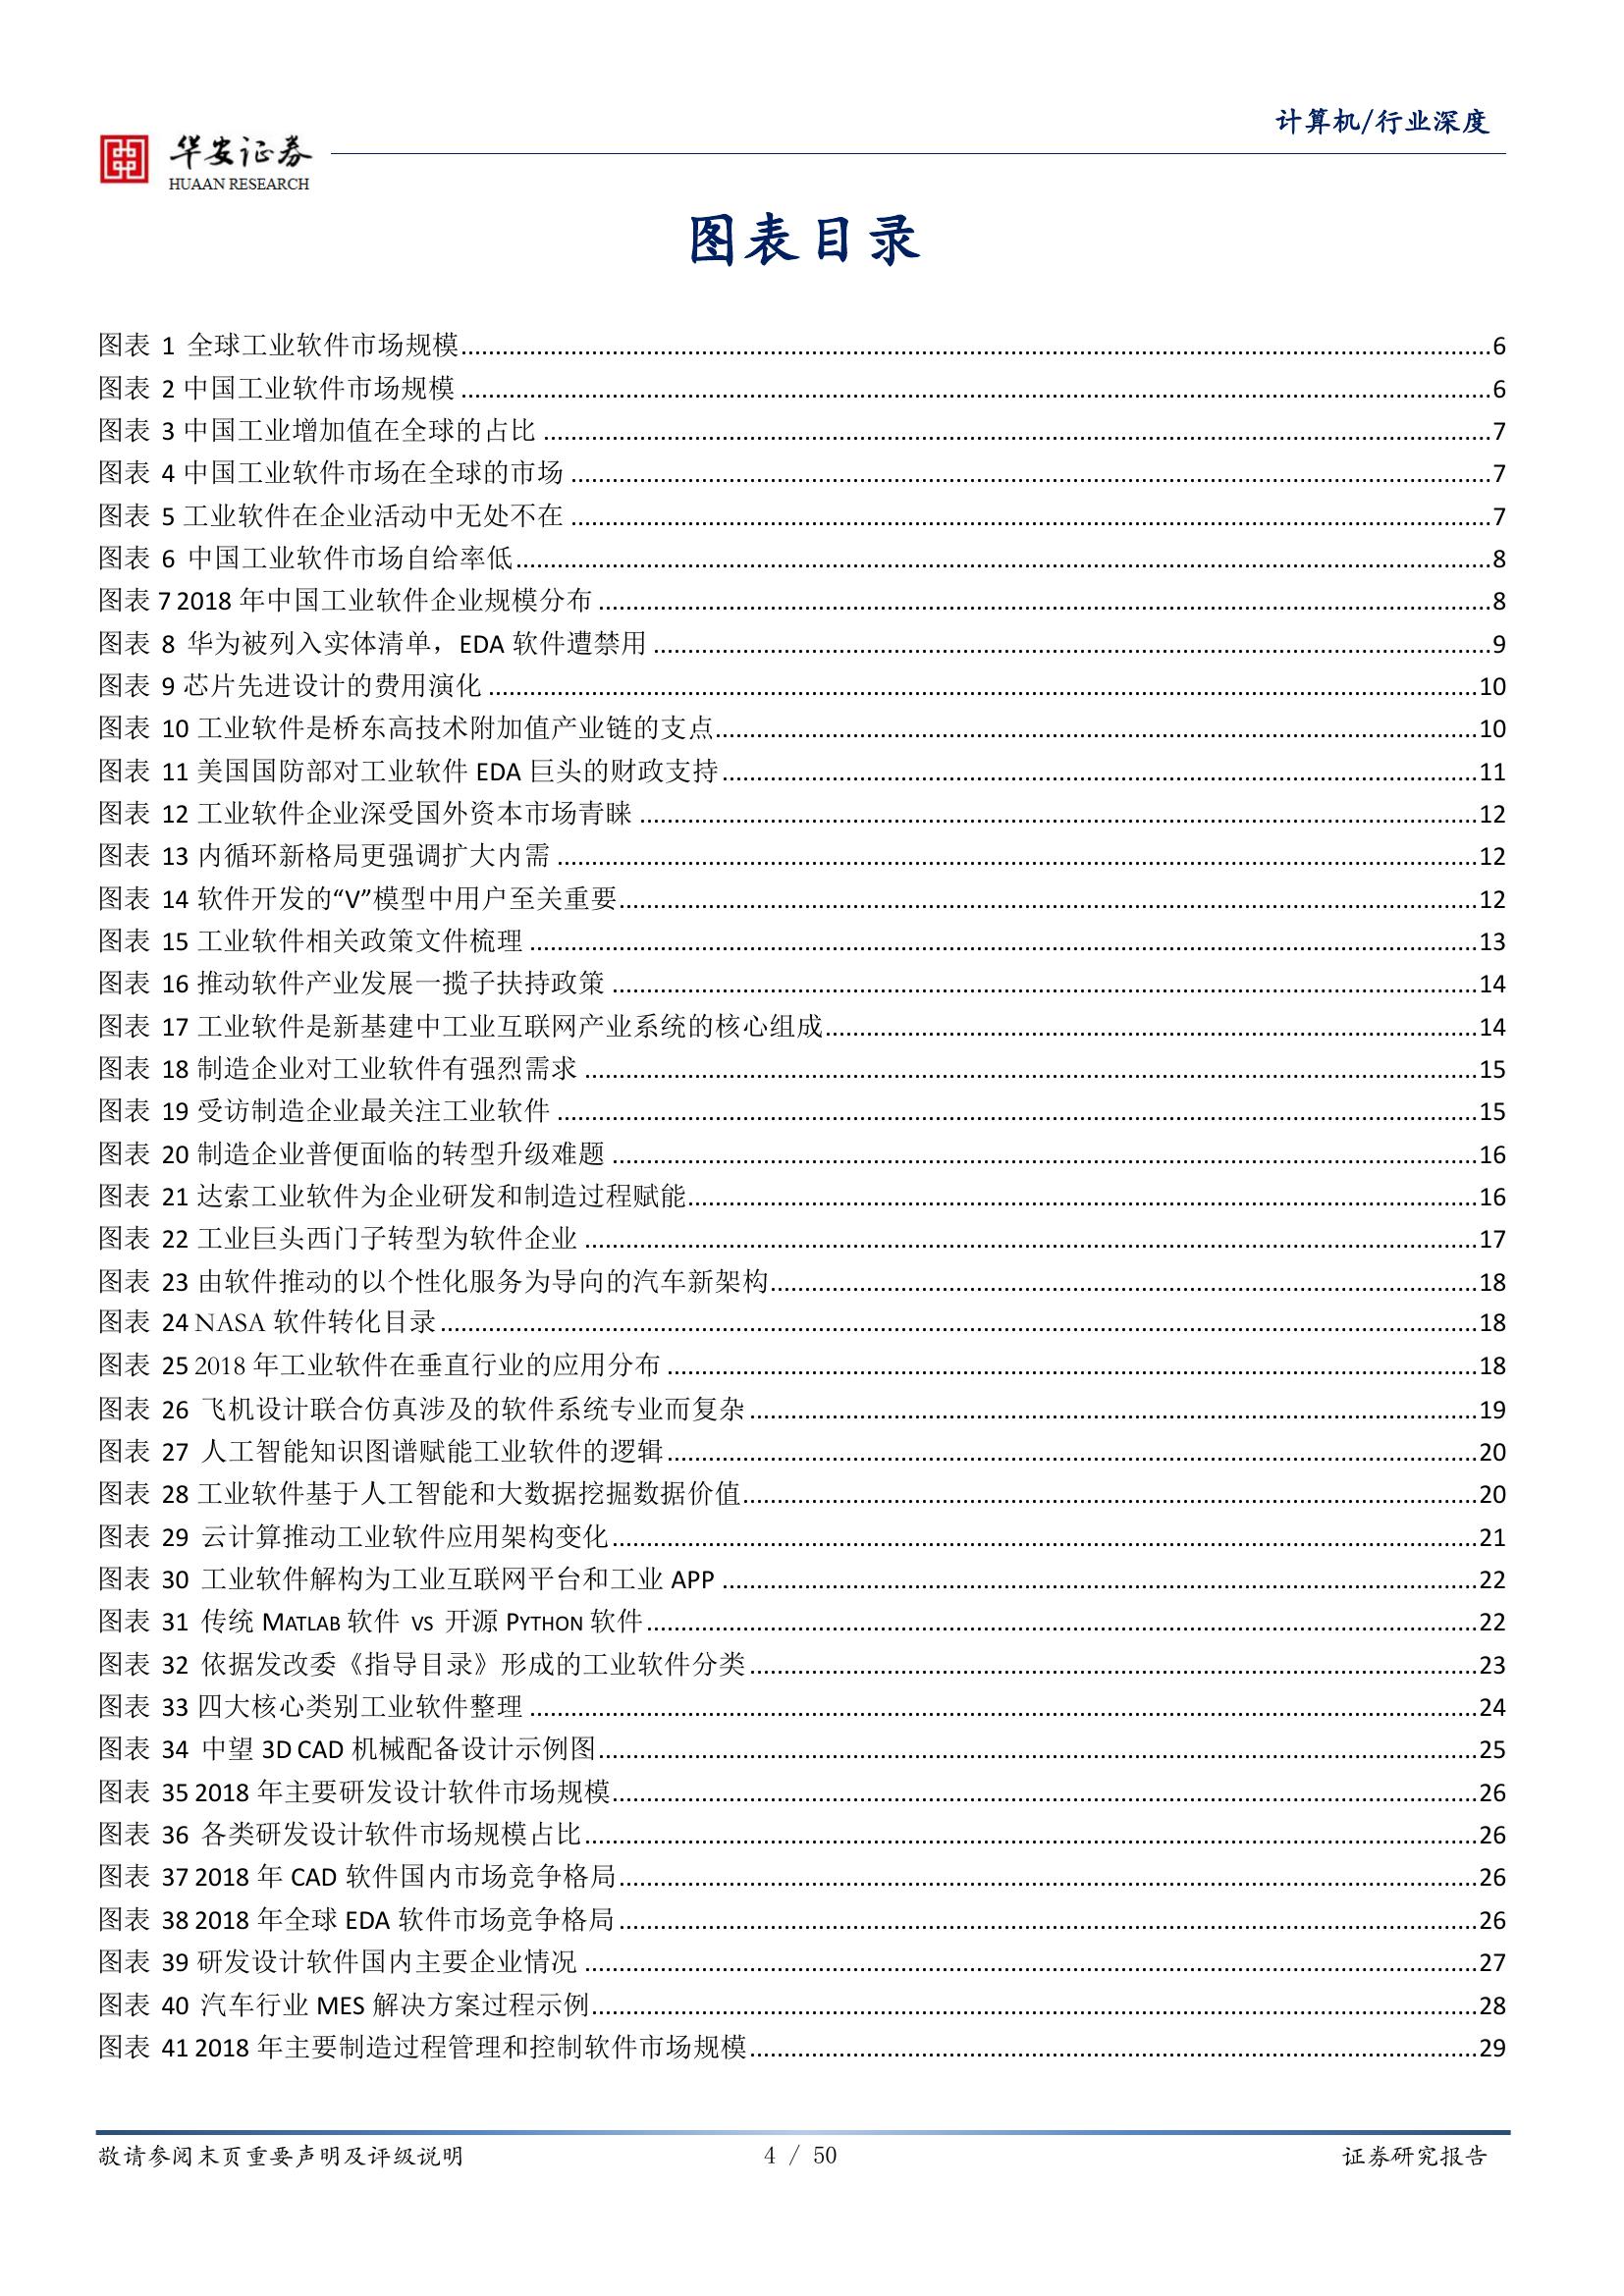 计算机/行业深度
华安证券
HUAAN RESEARCH
图表目录
图表 1 全球工业软件市场规模........6
图表 2 中国工业软件市场规模........6
图表 3 中国工业增加值在全球的占比........7
图表 4 中国工业软件市场在全球的市场........7
图表 5 工业软件在企业活动中无处不在........7
图表 6 中国工业软件市场自给率低........8
图表 7 2018 年中国工业软件企业规模分布........8
图表 8 华为被列入实体清单，EDA 软件遭禁用........9
图表 9 芯片先进设计的费用演化........10
图表 10 工业软件是桥东高技术附加值产业链的支点........10
图表 11 美国国防部对工业软件 EDA 巨头的财政支持........11
图表 12 工业软件企业深受国外资本市场青睐........12
图表 13 内循环新格局更强调扩大内需........12
图表 14 软件开发的“V”模型中用户至关重要........12
图表 15 工业软件相关政策文件梳理........13
图表 16 推动软件产业发展一揽子扶持政策........14
图表 17 工业软件是新基建中工业互联网产业系统的核心组成........14
图表 18 制造企业对工业软件有强烈需求........15
图表 19 受访制造企业最关注工业软件........15
图表 20 制造企业普便面临的转型升级难题........16
图表 21 达索工业软件为企业研发和制造过程赋能........16
图表 22 工业巨头西门子转型为软件企业........17
图表 23 由软件推动的以个性化服务为导向的汽车新架构........18
图表 24 NASA 软件转化目录........18
图表 25 2018 年工业软件在垂直行业的应用分布........18
图表 26 飞机设计联合仿真涉及的软件系统专业而复杂........19
图表 27 人工智能知识图谱赋能工业软件的逻辑........20
图表 28 工业软件基于人工智能和大数据挖掘数据价值........20
图表 29 云计算推动工业软件应用架构变化........21
图表 30 工业软件解构为工业互联网平台和工业 APP........22
图表 31 传统 MATLAB 软件 VS 开源 PYTHON 软件........22
图表 32 依据发改委《指导目录》形成的工业软件分类........23
图表 33 四大核心类别工业软件整理........24
图表 34 中望 3D CAD 机械配备设计示例图........25
图表 35 2018 年主要研发设计软件市场规模........26
图表 36 各类研发设计软件市场规模占比........26
图表 37 2018 年 CAD 软件国内市场竞争格局........26
图表 38 2018 年全球 EDA 软件市场竞争格局........26
图表 39 研发设计软件国内主要企业情况........27
图表 40 汽车行业 MES 解决方案过程示例........28
图表 41 2018 年主要制造过程管理和控制软件市场规模........29
敬请参阅末页重要声明及评级说明 4 / 50 证券研究报告